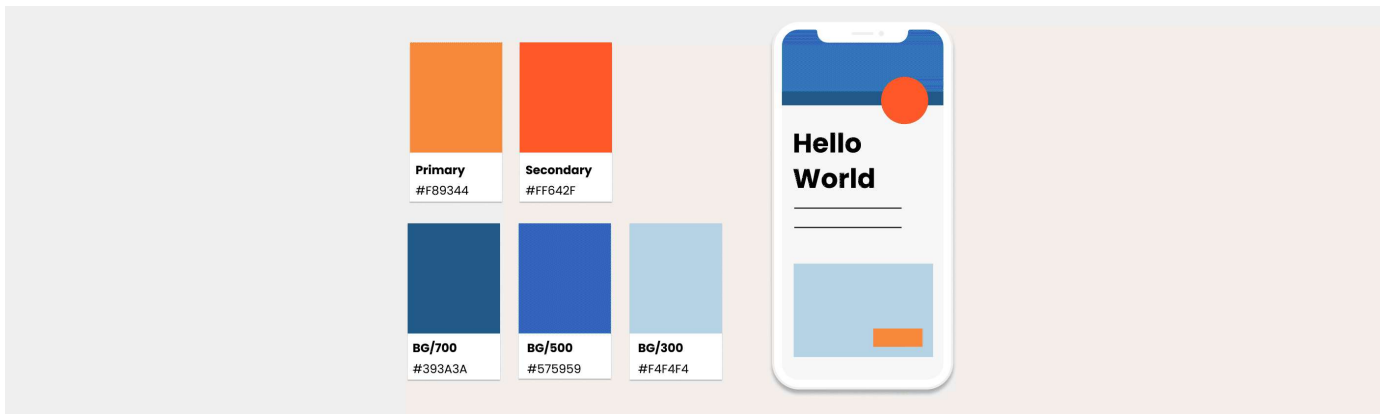 Primary
#F89344
Secondary
#FF642F
BG/700
#393A3A
BG/500
#575959
BG/300
#F4F4F4
Hello
World